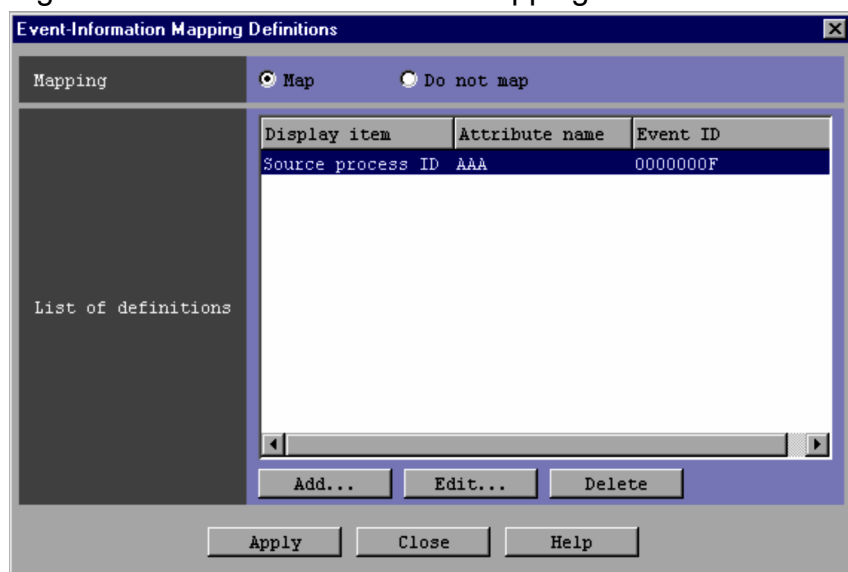 Event-Information Mapping Definitions
Mapping
Map
Do not map
Display item Attribute name Event ID
Source process ID AAA 0000000F
List of definitions
Add... Edit... Delete
Apply Close Help